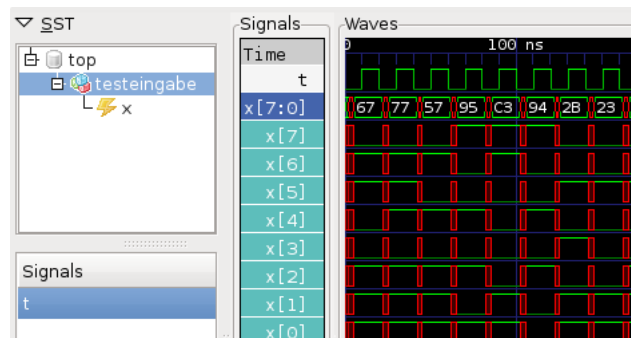 SST
top
testeingabe
x
Signals
t
Signals
Time
t
x[7:0]
x[7]
x[6]
x[5]
x[4]
x[3]
x[2]
x[1]
x[0]
Waves
100 ns
67 77 57 95 C3 94 2B 23